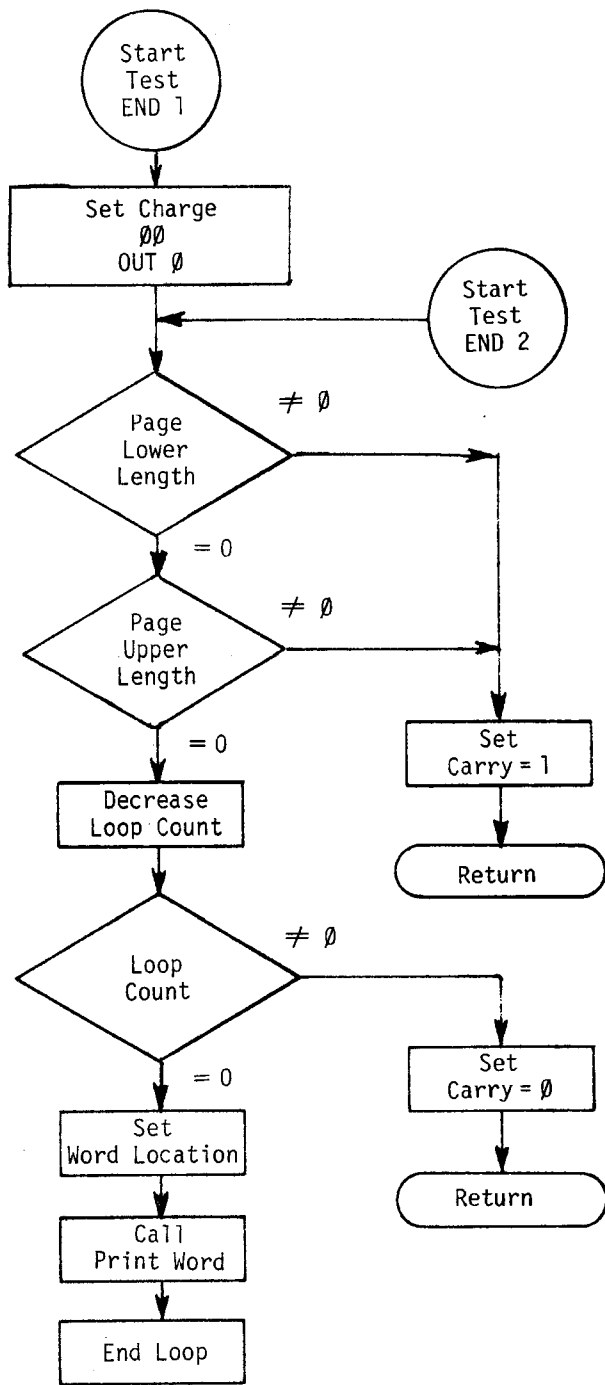 Start
Test
END 1
Set Charge
ØØ
OUT Ø
Start
Test
END 2
≠ Ø
Page
Lower
Length
= 0
≠ Ø
Page
Upper
Length
= 0
Set
Carry = 1
Decrease
Loop Count
Return
≠ Ø
Loop
Count
= 0
Set
Carry = Ø
Set
Word Location
Return
Call
Print Word
End Loop